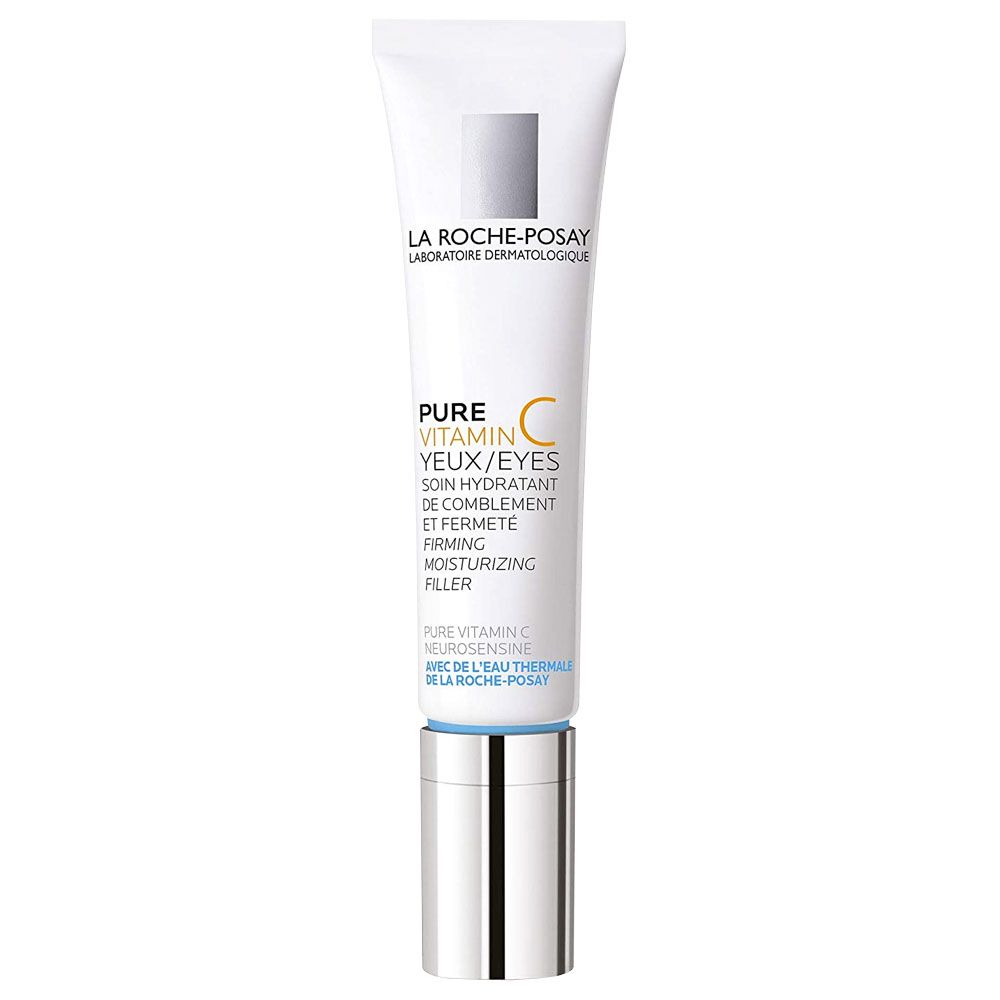 LA ROCHE-POSAY
LABORATOIRE DERMATOLOGIQUE
PURE
VITAMIN C
YEUX/EYES
SOIN HYDRATANT
DE COMBLEMENT
ET FERMETÉ
FIRMING
MOISTURIZING
FILLER
PURE VITAMIN C
NEUROSENSINE
AVEC DE L'EAU THERMALE
DE LA ROCHE-POSAY